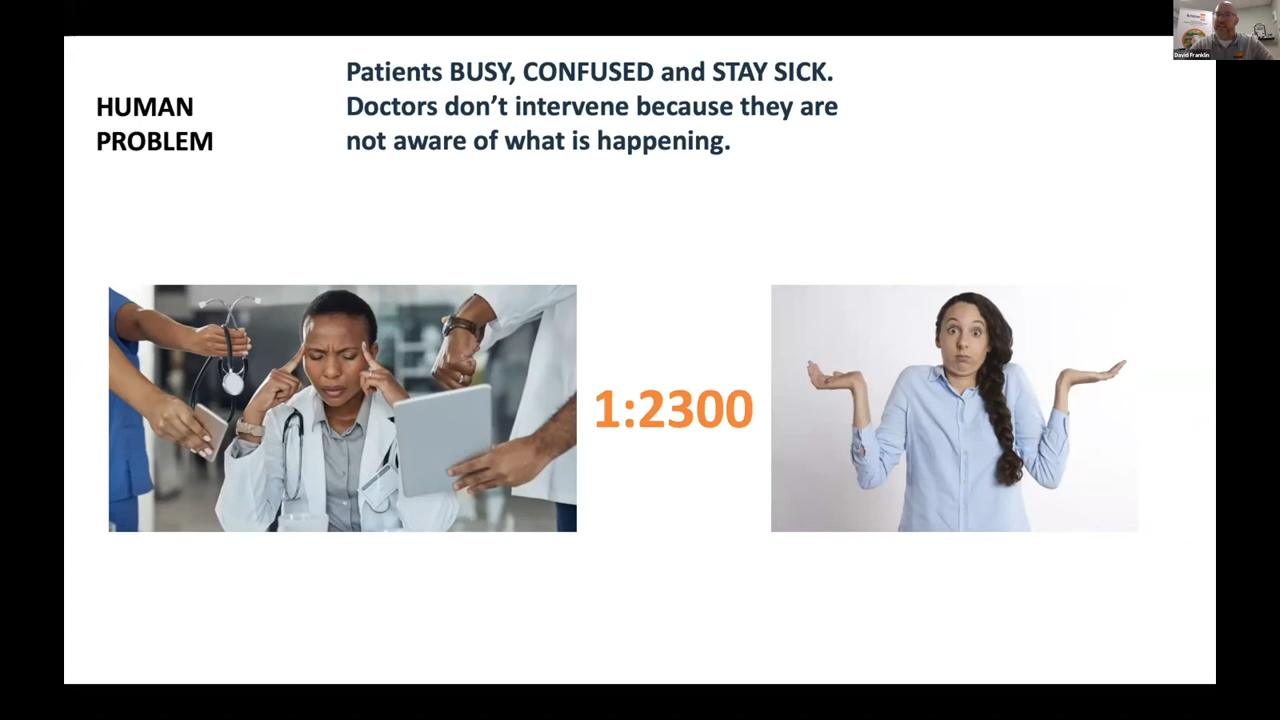 HUMAN
PROBLEM
Patients BUSY, CONFUSED and STAY SICK.
Doctors don’t intervene because they are
not aware of what is happening.
1:2300
David Franklin